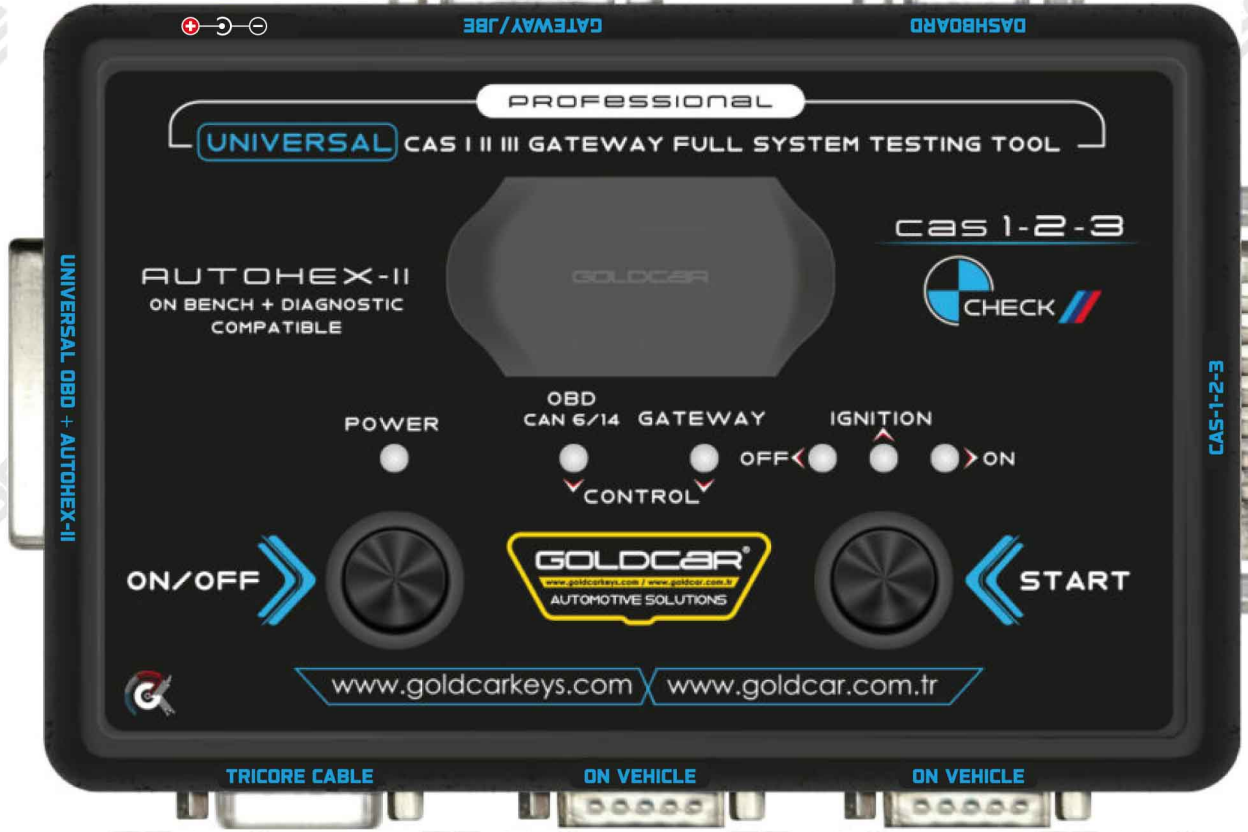 GATEWAY/JBE
DASHBOARD
PROFESSIONAL
UNIVERSAL CAS I II III GATEWAY FULL SYSTEM TESTING TOOL
cas 1-2-3
GOLDCAR
AUTOHEX-II
ON BENCH + DIAGNOSTIC
COMPATIBLE
CHECK
UNIVERSAL OBD + AUTOHEX-II
CAS-1-2-3
POWER
OBD
CAN 6/14
GATEWAY
IGNITION
OFF
ON
CONTROL
ON/OFF
GOLDCAR®
www.goldcarkeys.com / www.goldcar.com.tr
AUTOMOTIVE SOLUTIONS
START
G
www.goldcarkeys.com
www.goldcar.com.tr
TRICORE CABLE
ON VEHICLE
ON VEHICLE